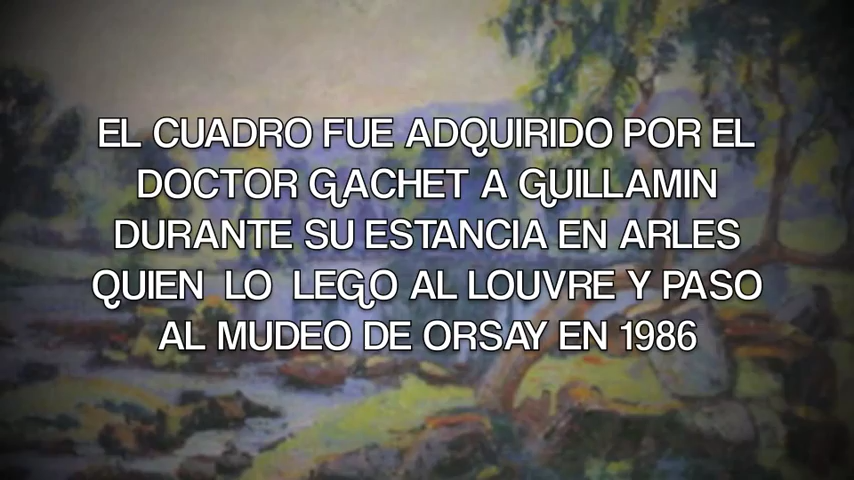 EL CUADRO FUE ADQUIRIDO POR EL
DOCTOR GACHET A GUILLAMIN
DURANTE SU ESTANCIA EN ARLES
QUIEN LO LEGO AL LOUVRE Y PASO
AL MUDEO DE ORSAY EN 1986